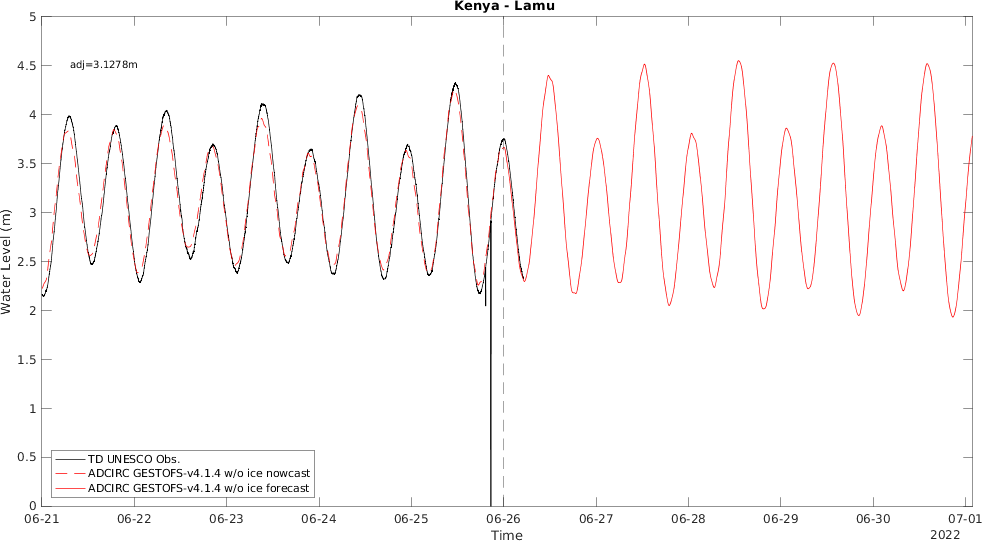 Kenya - Lamu
5
4.5
4
3.5
3
2.5
2
1.5
1
0.5
0
Water Level (m)
adj=3.1278m
TD UNESCO Obs.
ADCIRC GESTOFS-v4.1.4 w/o ice nowcast
ADCIRC GESTOFS-v4.1.4 w/o ice forecast
06-21 06-22 06-23 06-24 06-25 06-26 06-27 06-28 06-29 06-30 07-01
Time
2022